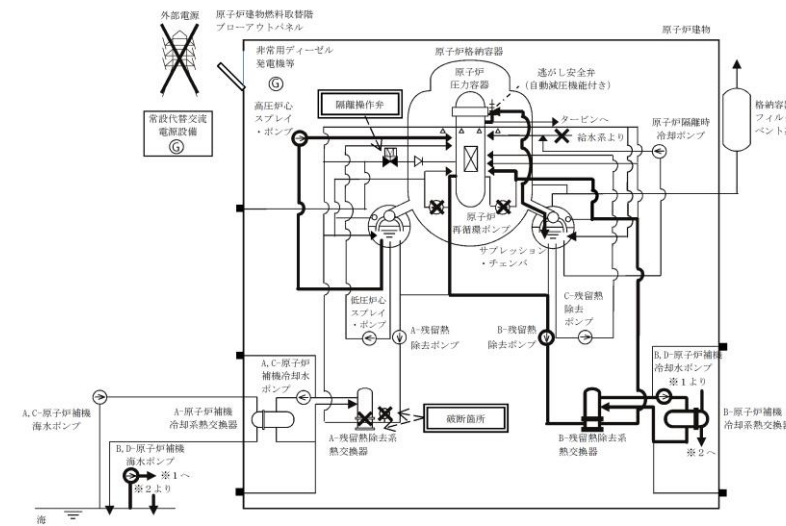 外部電源
原子炉建物燃料取替階
ブローアウトパネル
原子炉建物
非常用ディーゼル
発電機等
G
原子炉格納容器
原子炉
圧力容器
逃がし安全弁
(自動減圧機能付き)
隔離操作弁
高圧炉心
スプレイ
・ポンプ
常設代替交流
電源設備
G
タービンへ
給水系より
原子炉隔離時
冷却ポンプ
格納容器
フィルタ
ベント
原子炉
再循環ポンプ
サプレッション
・チェンバ
低圧炉心
スプレイ
・ポンプ
A-残留熱
除去ポンプ
B-残留熱
除去ポンプ
C-残留熱
除去
ポンプ
A,C-原子炉
補機冷却水
ポンプ
B,D-原子炉補機
冷却水ポンプ
※1より
※2へ
A,C-原子炉補機
海水ポンプ
A-原子炉補機
冷却系熱交換器
破断箇所
A-残留熱除去系
熱交換器
B-残留熱除去系
熱交換器
B-原子炉補機
冷却系熱交換器
B,D-原子炉補機
海水ポンプ
※1へ
※2より
海